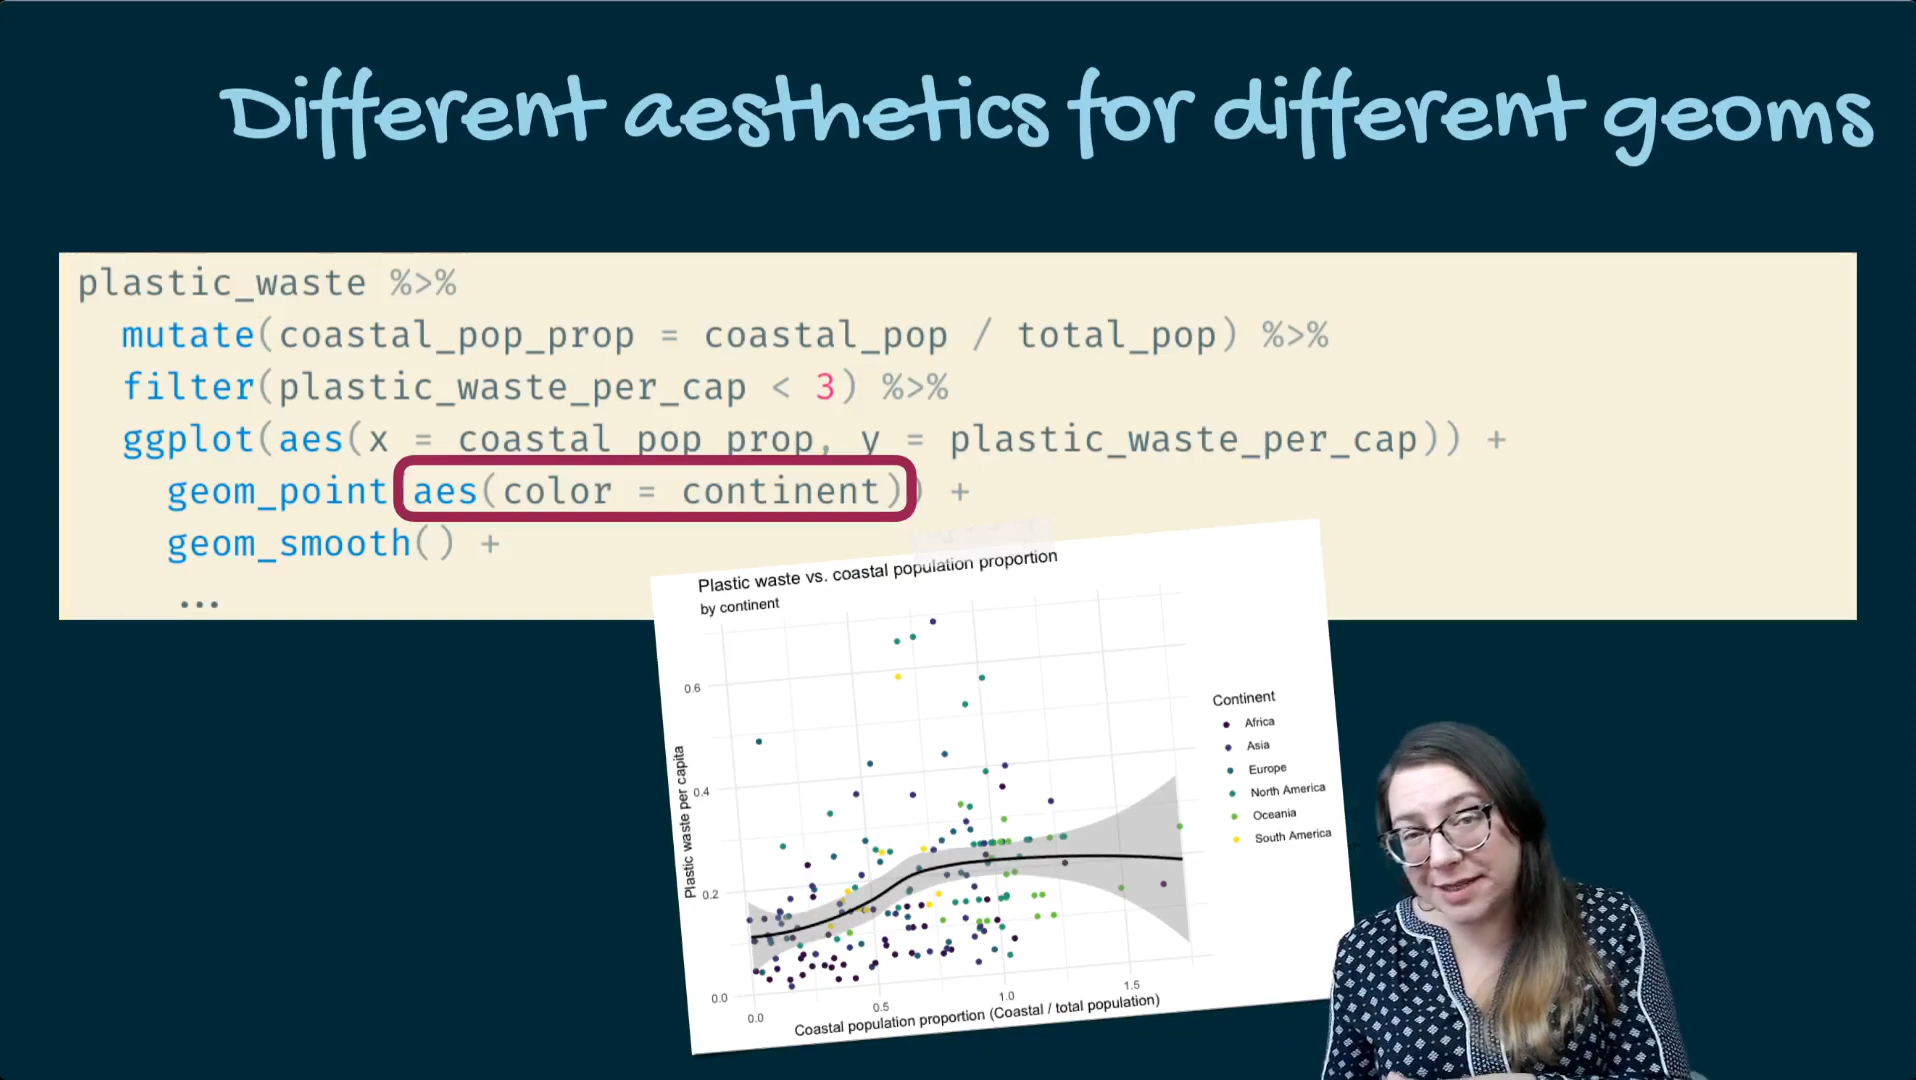 Different aesthetics for different geoms
plastic_waste %>%
mutate(coastal_pop_prop = coastal_pop / total_pop) %>%
filter(plastic_waste_per_cap < 3) %>%
ggplot(aes(x = coastal_pop_prop, y = plastic_waste_per_cap)) +
geom_point(aes(color = continent)) +
geom_smooth() +
...
Plastic waste vs. coastal population proportion
by continent
Plastic waste per capita
0.6
0.4
0.2
0.0
0.0
0.5
1.0
1.5
Coastal population proportion (Coastal / total population)
Continent
Africa
Asia
Europe
North America
Oceania
South America